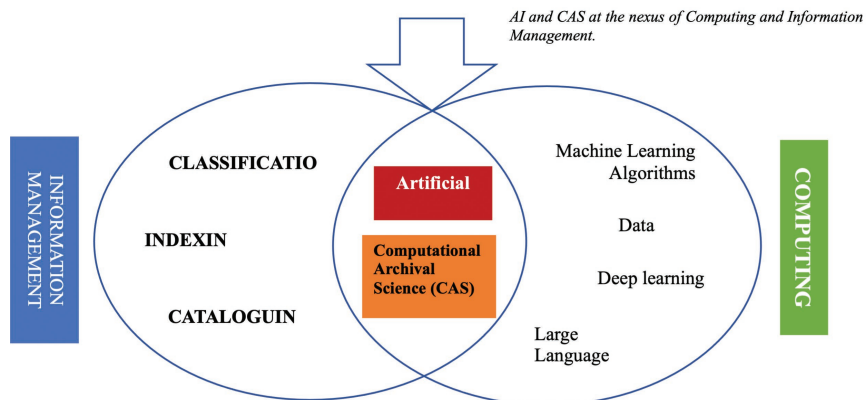 AI and CAS at the nexus of Computing and Information
Management.
INFORMATION
MANAGEMENT
CLASSIFICATIO
INDEXIN
CATALOGUIN
Artificial
Computational
Archival
Science (CAS)
Machine Learning
Algorithms
Data
Deep learning
Large
Language
COMPUTING